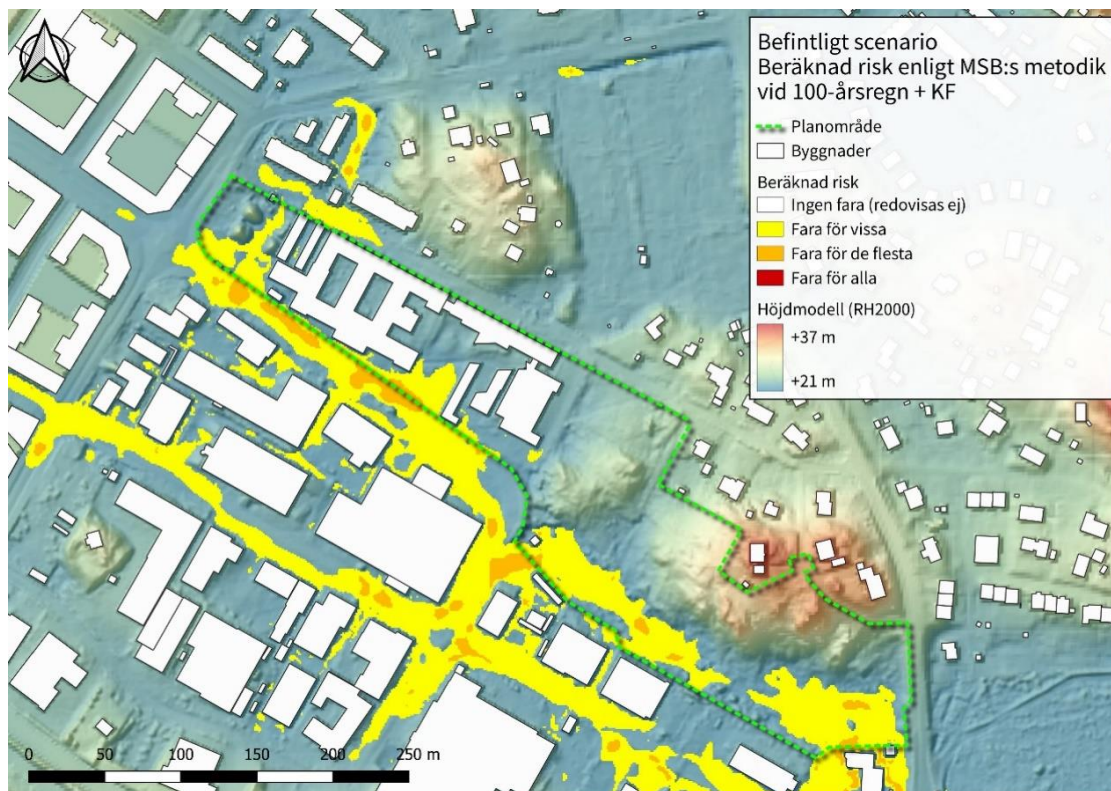 Befintligt scenario
Beräknad risk enligt MSB:s metodik
vid 100-årsregn + KF
Planområde
Byggnader
Beräknad risk
Ingen fara (redovisas ej)
Fara för vissa
Fara för de flesta
Fara för alla
Höjdmodell (RH2000)
+37 m
+21 m
0 50 100 150 200 250 m